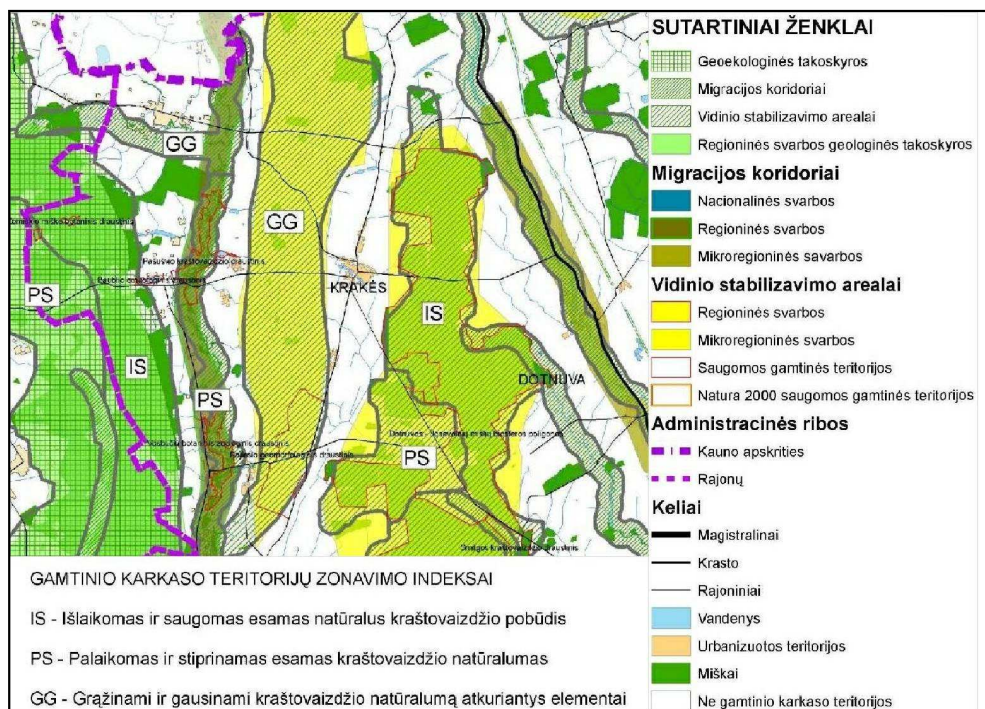 GG
GG
PS
IS
PS
KRAKĖS
IS
DOTNUVA
PS
Pašušvio kraštovaizdžio draustinis
SUTARTINIAI ŽENKLAI
Geoekologinės takoskyros
Migracijos koridoriai
Vidinio stabilizavimo arealai
Regioninės svarbos geologinės takoskyros
Migracijos koridoriai
Nacionalinės svarbos
Regioninės svarbos
Mikroregioninės savarbos
Vidinio stabilizavimo arealai
Regioninės svarbos
Mikroregioninės svarbos
Saugomos gamtinės teritorijos
Natura 2000 saugomos gamtinės teritorijos
Administracinės ribos
Kauno apskrities
Rajonų
Keliai
Magistralinai
Krasto
Rajoniniai
Vandenys
Urbanizuotos teritorijos
Miškai
Ne gamtinio karkaso teritorijos
GAMTINIO KARKASO TERITORIJŲ ZONAVIMO INDEKSAI
IS - Išlaikomas ir saugomas esamas natūralus kraštovaizdžio pobūdis
PS - Palaikomas ir stiprinamas esamas kraštovaizdžio natūralumas
GG - Grąžinami ir gausinami kraštovaizdžio natūralumą atkuriantys elementai